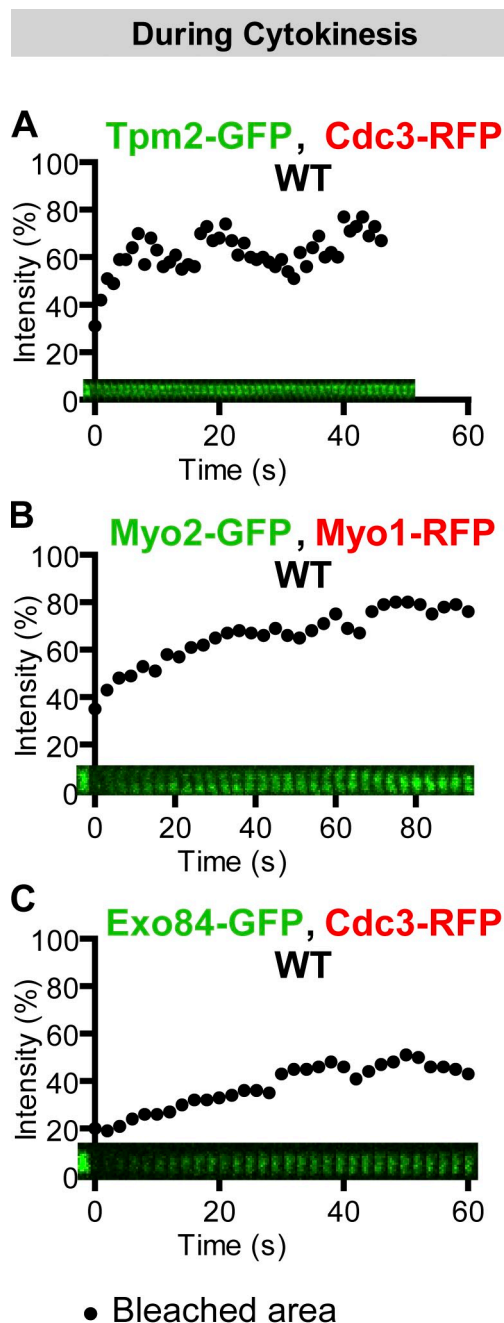 During Cytokinesis
A
Tpm2-GFP, Cdc3-RFP
WT
100
80
60
40
20
0
Intensity (%)
0 20 40 60
Time (s)
B
Myo2-GFP, Myo1-RFP
WT
100
80
60
40
20
0
Intensity (%)
0 20 40 60 80
Time (s)
C
Exo84-GFP, Cdc3-RFP
WT
100
80
60
40
20
0
Intensity (%)
0 20 40 60
Time (s)
Bleached area